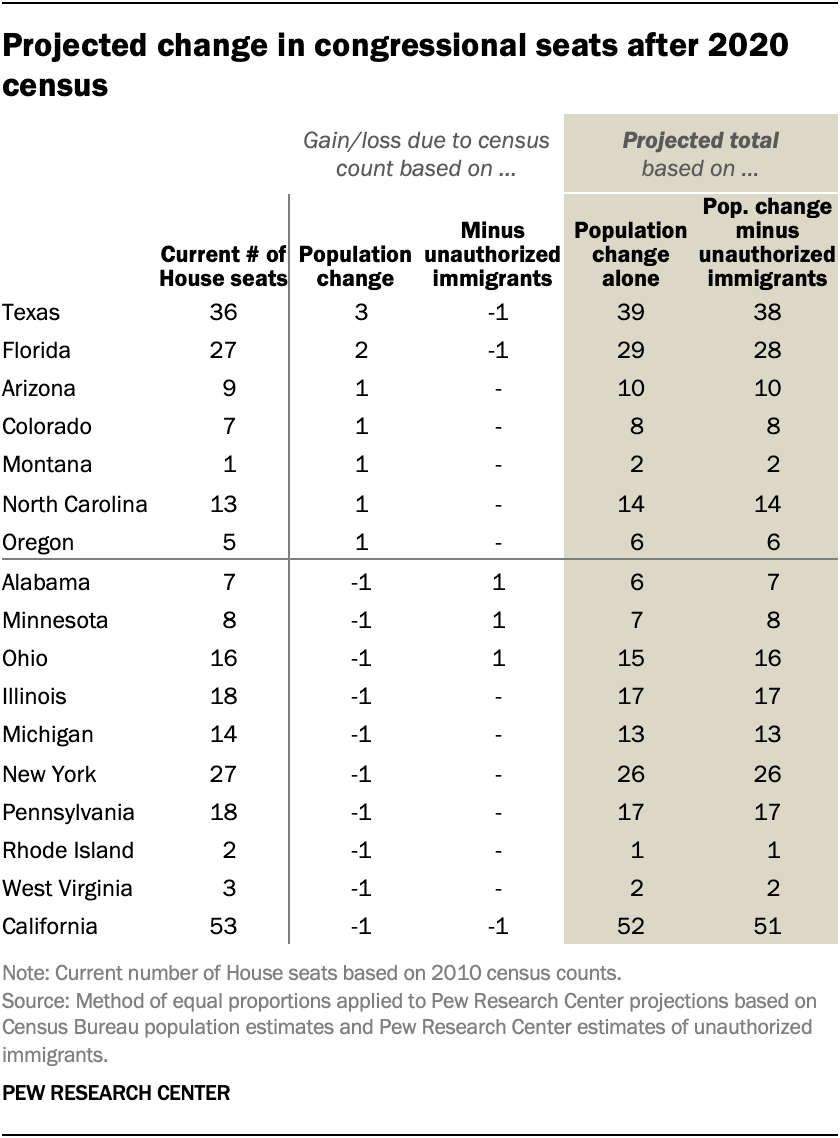 Projected change in congressional seats after 2020
census
Gain/loss due to census
count based on ...
Projected total
based on ...
Current # of
House seats
Population
change
Minus
unauthorized
immigrants
Population
change
alone
Pop. change
minus
unauthorized
immigrants
Texas 36 3 -1 39 38
Florida 27 2 -1 29 28
Arizona 9 1 - 10 10
Colorado 7 1 - 8 8
Montana 1 1 - 2 2
North Carolina 13 1 - 14 14
Oregon 5 1 - 6 6
Alabama 7 -1 1 6 7
Minnesota 8 -1 1 7 8
Ohio 16 -1 1 15 16
Illinois 18 -1 - 17 17
Michigan 14 -1 - 13 13
New York 27 -1 - 26 26
Pennsylvania 18 -1 - 17 17
Rhode Island 2 -1 - 1 1
West Virginia 3 -1 - 2 2
California 53 -1 -1 52 51
Note: Current number of House seats based on 2010 census counts.
Source: Method of equal proportions applied to Pew Research Center projections based on
Census Bureau population estimates and Pew Research Center estimates of unauthorized
immigrants.
PEW RESEARCH CENTER